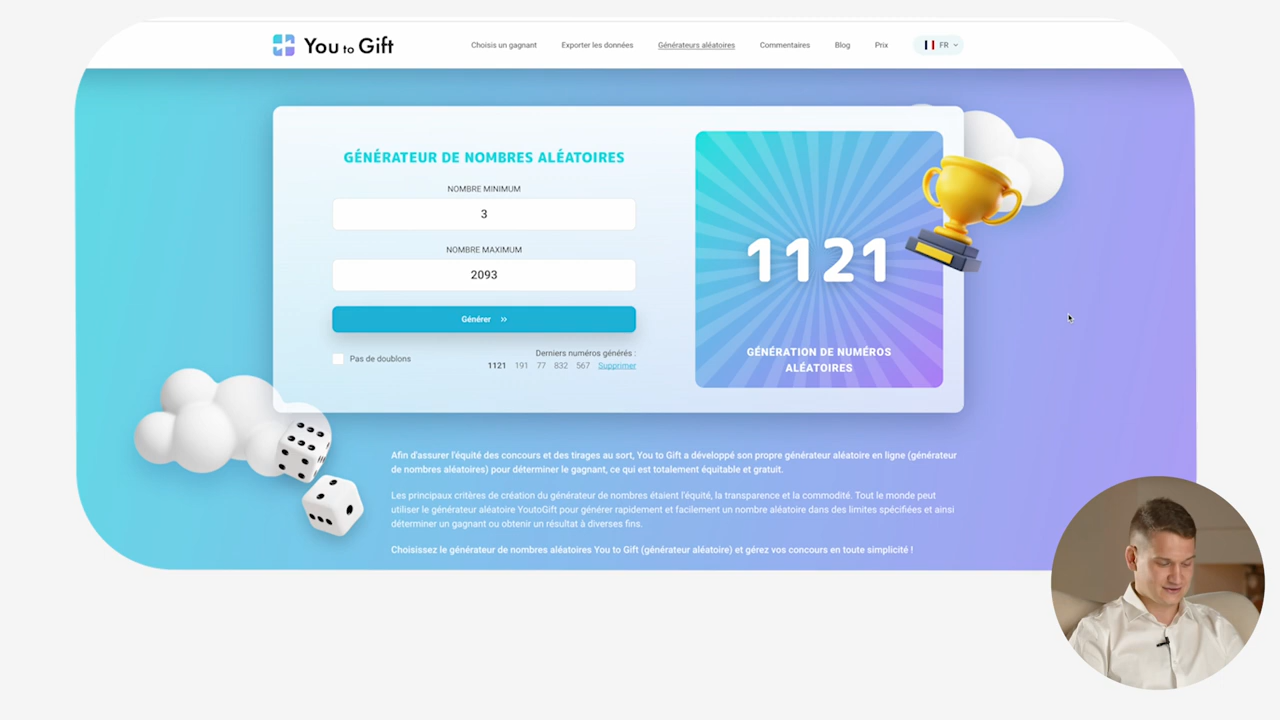 You to Gift
Choisis un gagnant
Exporter les données
Générateurs aléatoires
Commentaires
Blog
Prix
FR
GÉNÉRATEUR DE NOMBRES ALÉATOIRES
NOMBRE MINIMUM
3
NOMBRE MAXIMUM
2093
Générer »
Pas de doublons
Derniers numéros générés :
1121 191 77 832 567 Supprimer
1121
GÉNÉRATION DE NUMÉROS
ALÉATOIRES
Afin d'assurer l'équité des concours et des tirages au sort, You to Gift a développé son propre générateur aléatoire en ligne (générateur
de nombres aléatoires) pour déterminer le gagnant, ce qui est totalement équitable et gratuit.
Les principaux critères de création du générateur de nombres étaient l'équité, la transparence et la commodité. Tout le monde peut
utiliser le générateur aléatoire YoutoGift pour générer rapidement et facilement un nombre aléatoire dans des limites spécifiées et ainsi
déterminer un gagnant ou obtenir un résultat à diverses fins.
Choisissez le générateur de nombres aléatoires You to Gift (générateur aléatoire) et gérez vos concours en toute simplicité !